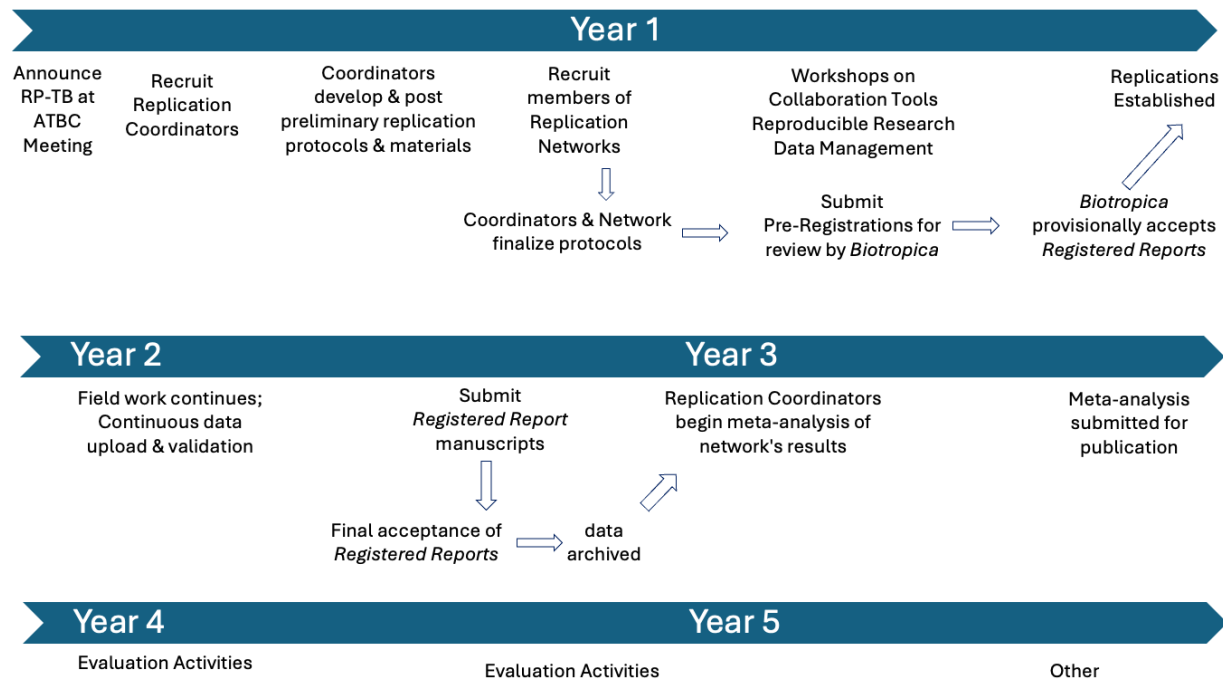 Year 1
Announce
RP-TB at
ATBC
Meeting
Recruit
Replication
Coordinators
Coordinators
develop & post
preliminary replication
protocols & materials
Recruit
members of
Replication
Networks
Workshops on
Collaboration Tools
Reproducible Research
Data Management
Replications
Established
Coordinators & Network
finalize protocols
Submit
Pre-Registrations for
review by Biotropica
Biotropica
provisionally accepts
Registered Reports
Year 2
Year 3
Field work continues;
Continuous data
upload & validation
Submit
Registered Report
manuscripts
Replication Coordinators
begin meta-analysis of
network's results
Meta-analysis
submitted for
publication
Final acceptance of
Registered Reports
data
archived
Year 4
Year 5
Evaluation Activities
Evaluation Activities
Other